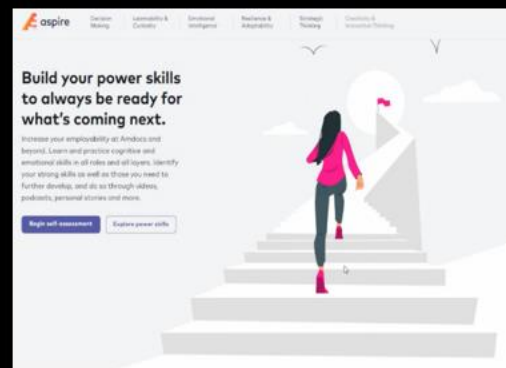 aspire
Decision
Making
Learnability &
Curiosity
Emotional
Intelligence
Resilience &
Adaptability
Strategic
Thinking
Creativity &
Innovative Thinking
Build your power skills
to always be ready for
what's coming next.
Increase your employability at Amdocs and
beyond. Learn and practice cognitive and
emotional skills in all roles and all layers. Identify
your strong skills as well as those you need to
further develop, and do so through videos,
podcasts, personal stories and more.
Begin self-assessment
Explore power skills